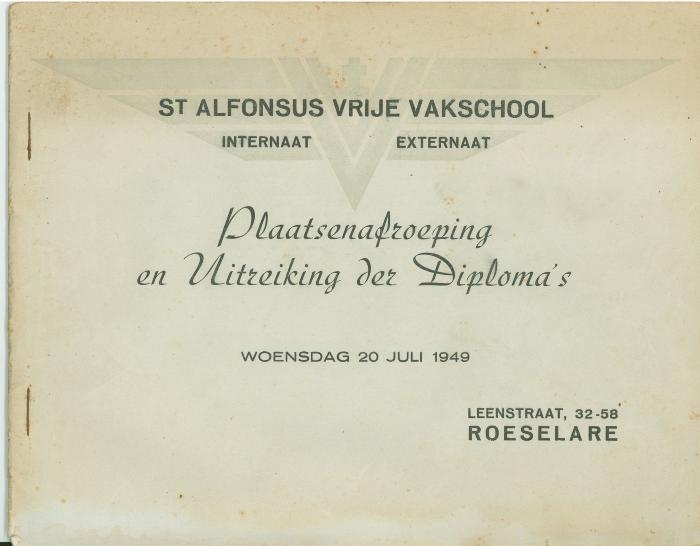 ST ALFONSUS VRIJE VAKSCHOOL
INTERNAAT EXTERNAAT
Plaatsenafroeping
en Uitreiking der Diploma's
WOENSDAG 20 JULI 1949
LEENSTRAAT, 32-58
ROESELARE